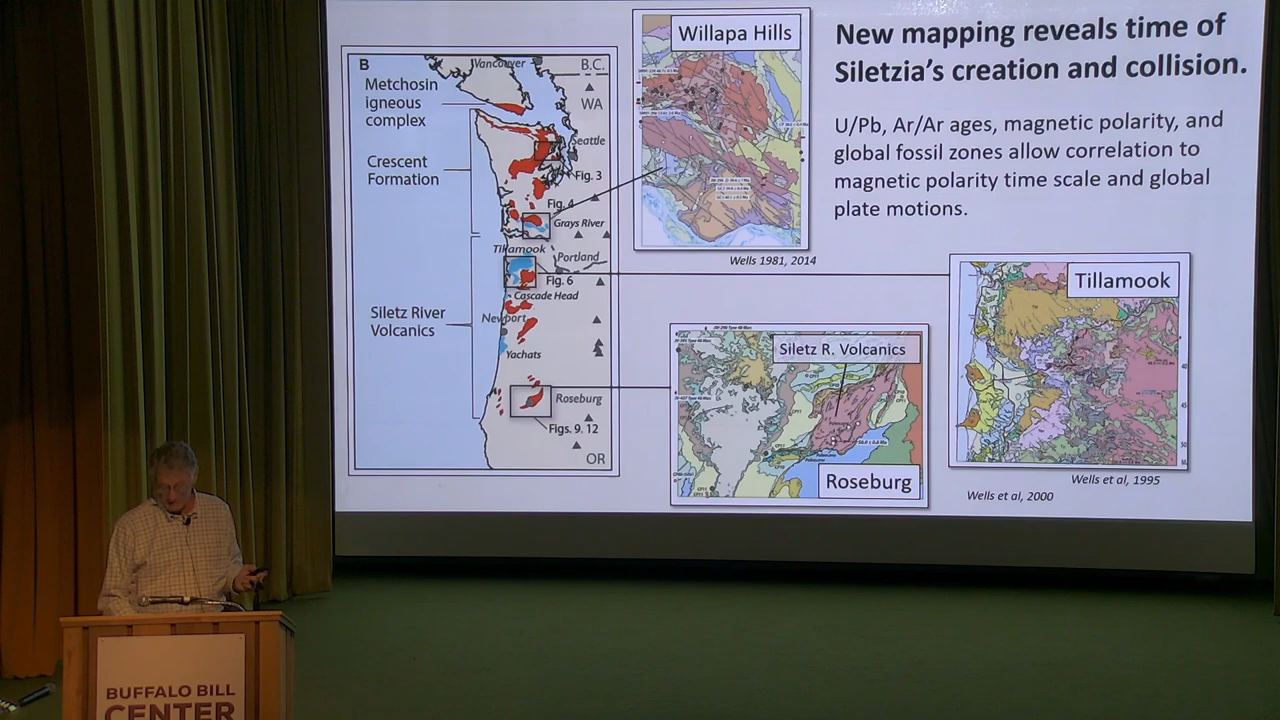 New mapping reveals time of
Siletzia's creation and collision.
U/Pb, Ar/Ar ages, magnetic polarity, and
global fossil zones allow correlation to
magnetic polarity time scale and global
plate motions.
B
Vancouver
B.C.
Metchosin
igneous
complex
WA
Seattle
Crescent
Formation
Fig. 3
Fig. 4
Grays River
Tillamook
Portland
Fig. 6
Cascade Head
Siletz River
Volcanics
Newport
Yachats
Roseburg
Figs. 9. 12
OR
Willapa Hills
Wells 1981, 2014
Siletz R. Volcanics
Roseburg
Tillamook
Wells et al, 1995
Wells et al, 2000
BUFFALO BILL
CENTER